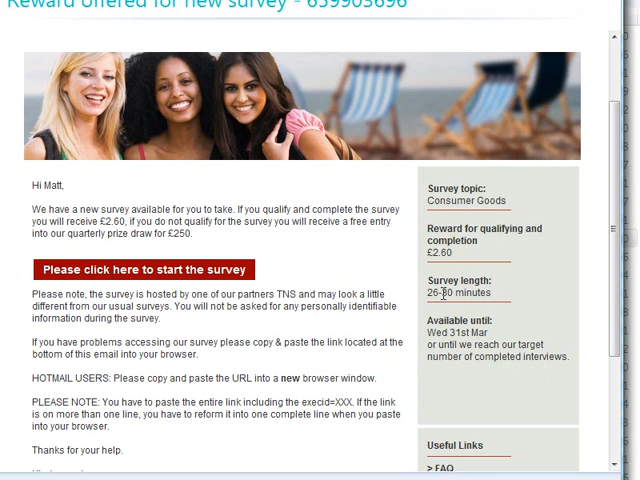 Reward offered for new survey - 659903696
Hi Matt,
We have a new survey available for you to take. If you qualify and complete the survey
you will receive £2.60, if you do not qualify for the survey you will receive a free entry
into our quarterly prize draw for £250.
Please click here to start the survey
Please note, the survey is hosted by one of our partners TNS and may look a little
different from our usual surveys. You will not be asked for any personally identifiable
information during the survey.
If you have problems accessing our survey please copy & paste the link located at the
bottom of this email into your browser.
HOTMAIL USERS: Please copy and paste the URL into a new browser window.
PLEASE NOTE: You have to paste the entire link including the execid=XXX. If the link
is on more than one line, you have to reform it into one complete line when you paste
into your browser.
Thanks for your help.
Survey topic:
Consumer Goods
Reward for qualifying and
completion
£2.60
Survey length:
26-30 minutes
Available until:
Wed 31st Mar
or until we reach our target
number of completed interviews.
Useful Links
> FAQ